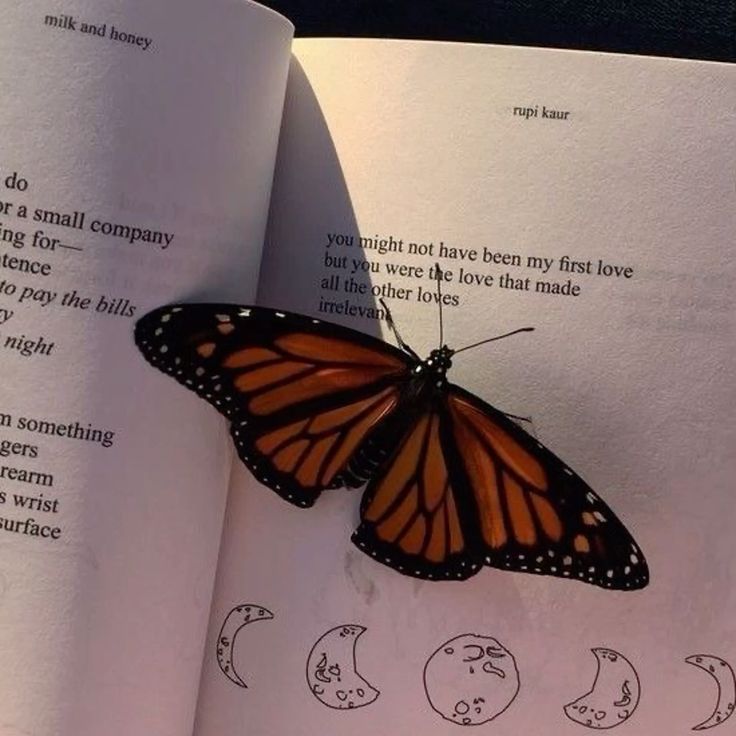 milk and honey
do
or a small company
ing for—
tence
to pay the bills
y
night
m something
gers
rearm
s wrist
surface
rupi kaur
you might not have been my first love
but you were the love that made
all the other loves
irrelevant